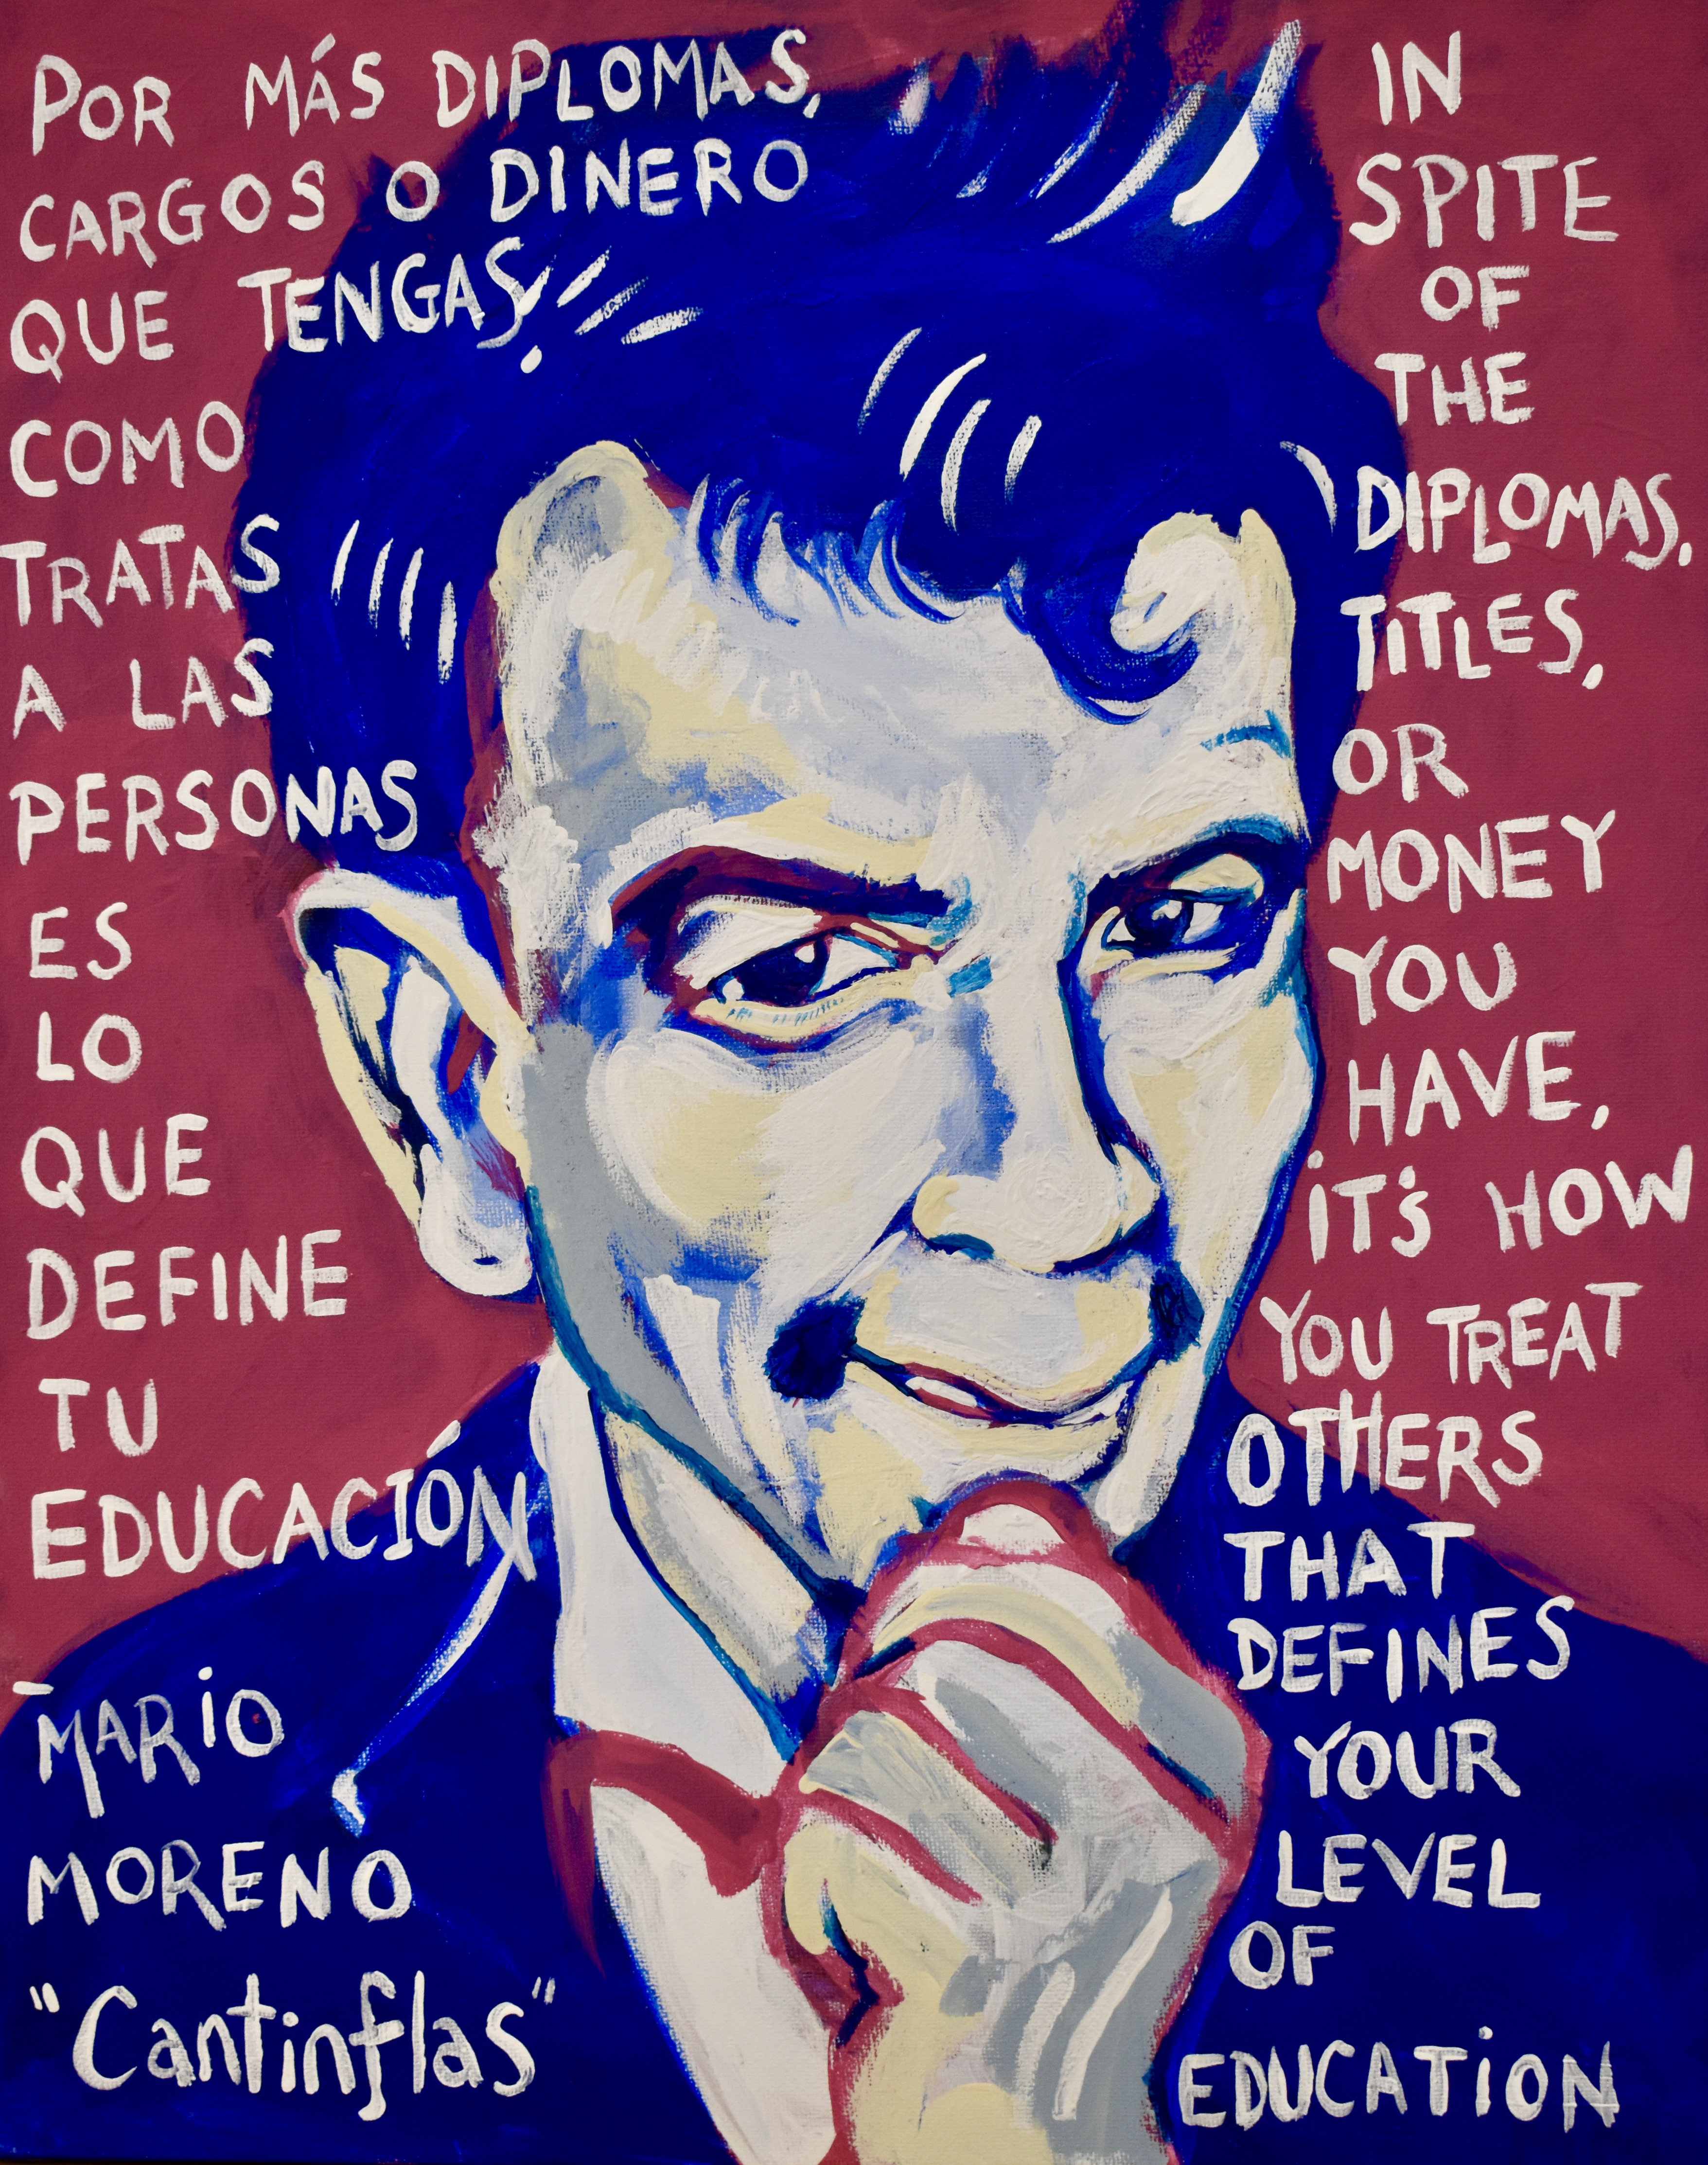 POR MÁS DIPLOMAS,
CARGOS O DINERO
QUE TENGAS,
COMO
TRATAS
A LAS
PERSONAS
ES
LO
QUE
DEFINE
TU
EDUCACIÓN
-MARIO
MORENO
"Cantinflas"
IN
SPITE
OF
THE
DIPLOMAS,
TITLES,
OR
MONEY
YOU
HAVE,
IT'S HOW
YOU TREAT
OTHERS
THAT
DEFINES
YOUR
LEVEL
OF
EDUCATION